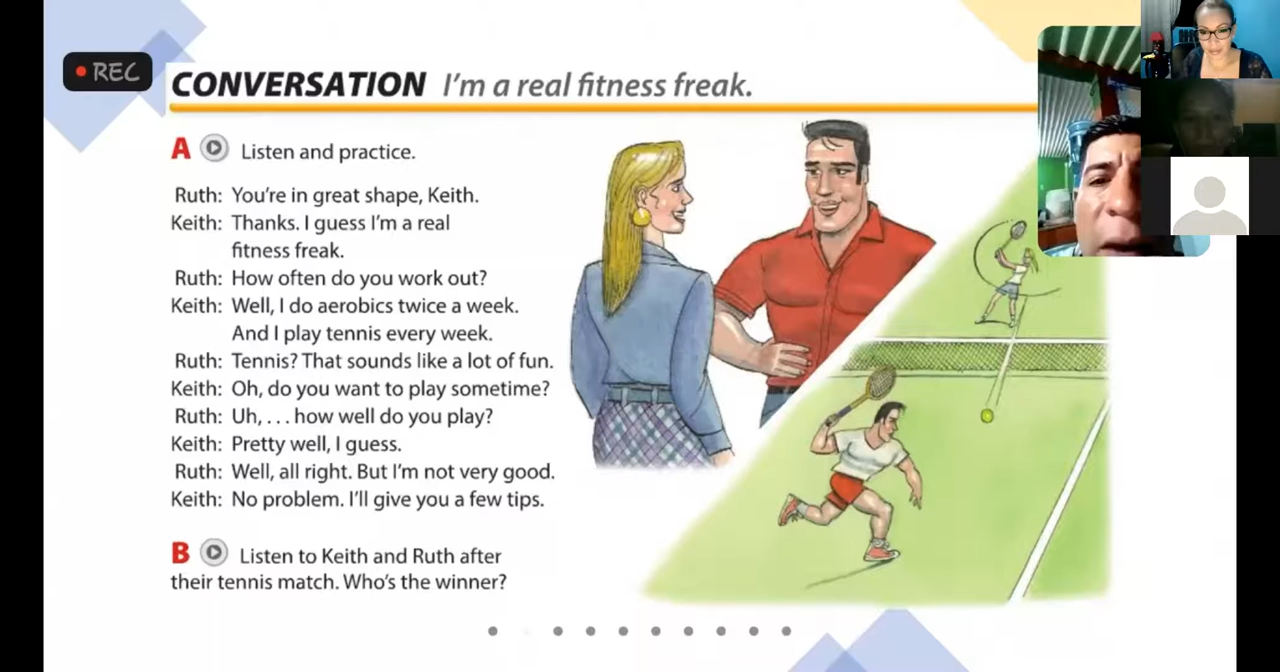 REC
CONVERSATION I'm a real fitness freak.
A Listen and practice.
Ruth: You're in great shape, Keith.
Keith: Thanks. I guess I'm a real
fitness freak.
Ruth: How often do you work out?
Keith: Well, I do aerobics twice a week.
And I play tennis every week.
Ruth: Tennis? That sounds like a lot of fun.
Keith: Oh, do you want to play sometime?
Ruth: Uh, . . . how well do you play?
Keith: Pretty well, I guess.
Ruth: Well, all right. But I'm not very good.
Keith: No problem. I'll give you a few tips.
B Listen to Keith and Ruth after
their tennis match. Who's the winner?